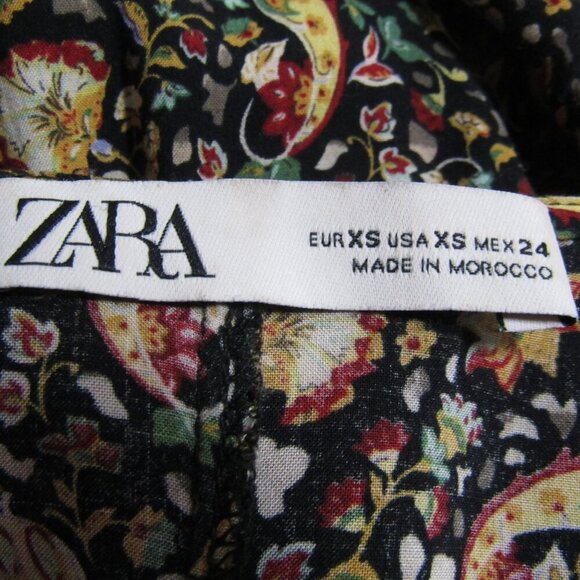 ZARA
EUR XS USA XS MEX 24
MADE IN MOROCCO